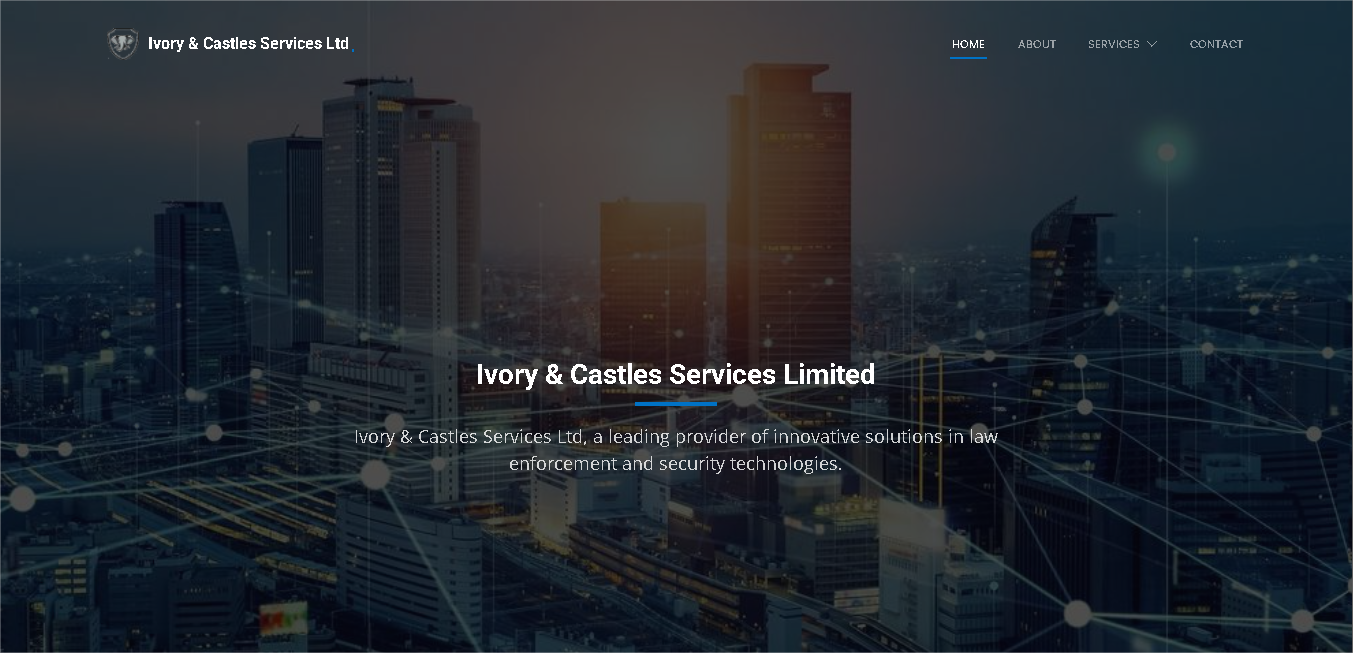 Ivory & Castles Services Ltd.
HOME
ABOUT
SERVICES
CONTACT
Ivory & Castles Services Limited
Ivory & Castles Services Ltd, a leading provider of innovative solutions in law
enforcement and security technologies.